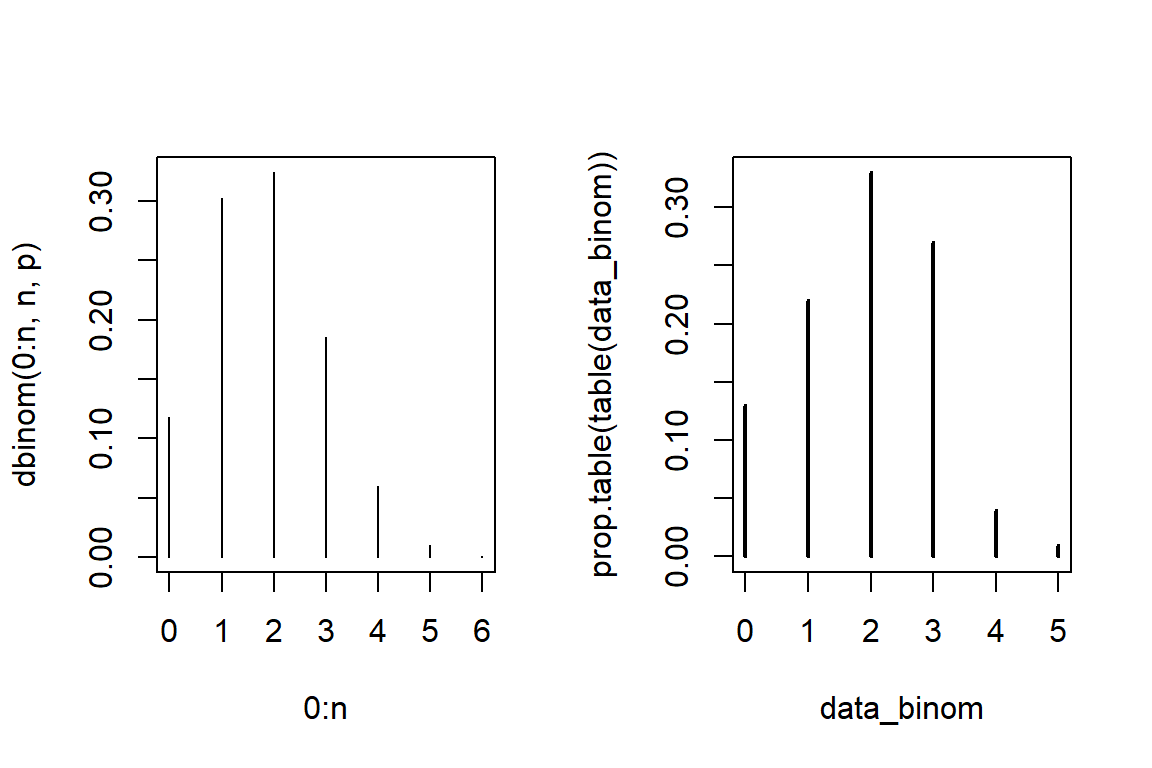 dbinom(0:n, n, p)
0.30
0.20
0.10
0.00
0 1 2 3 4 5 6
0:n
prop.table(table(data_binom))
0.30
0.20
0.10
0.00
0 1 2 3 4 5
data_binom